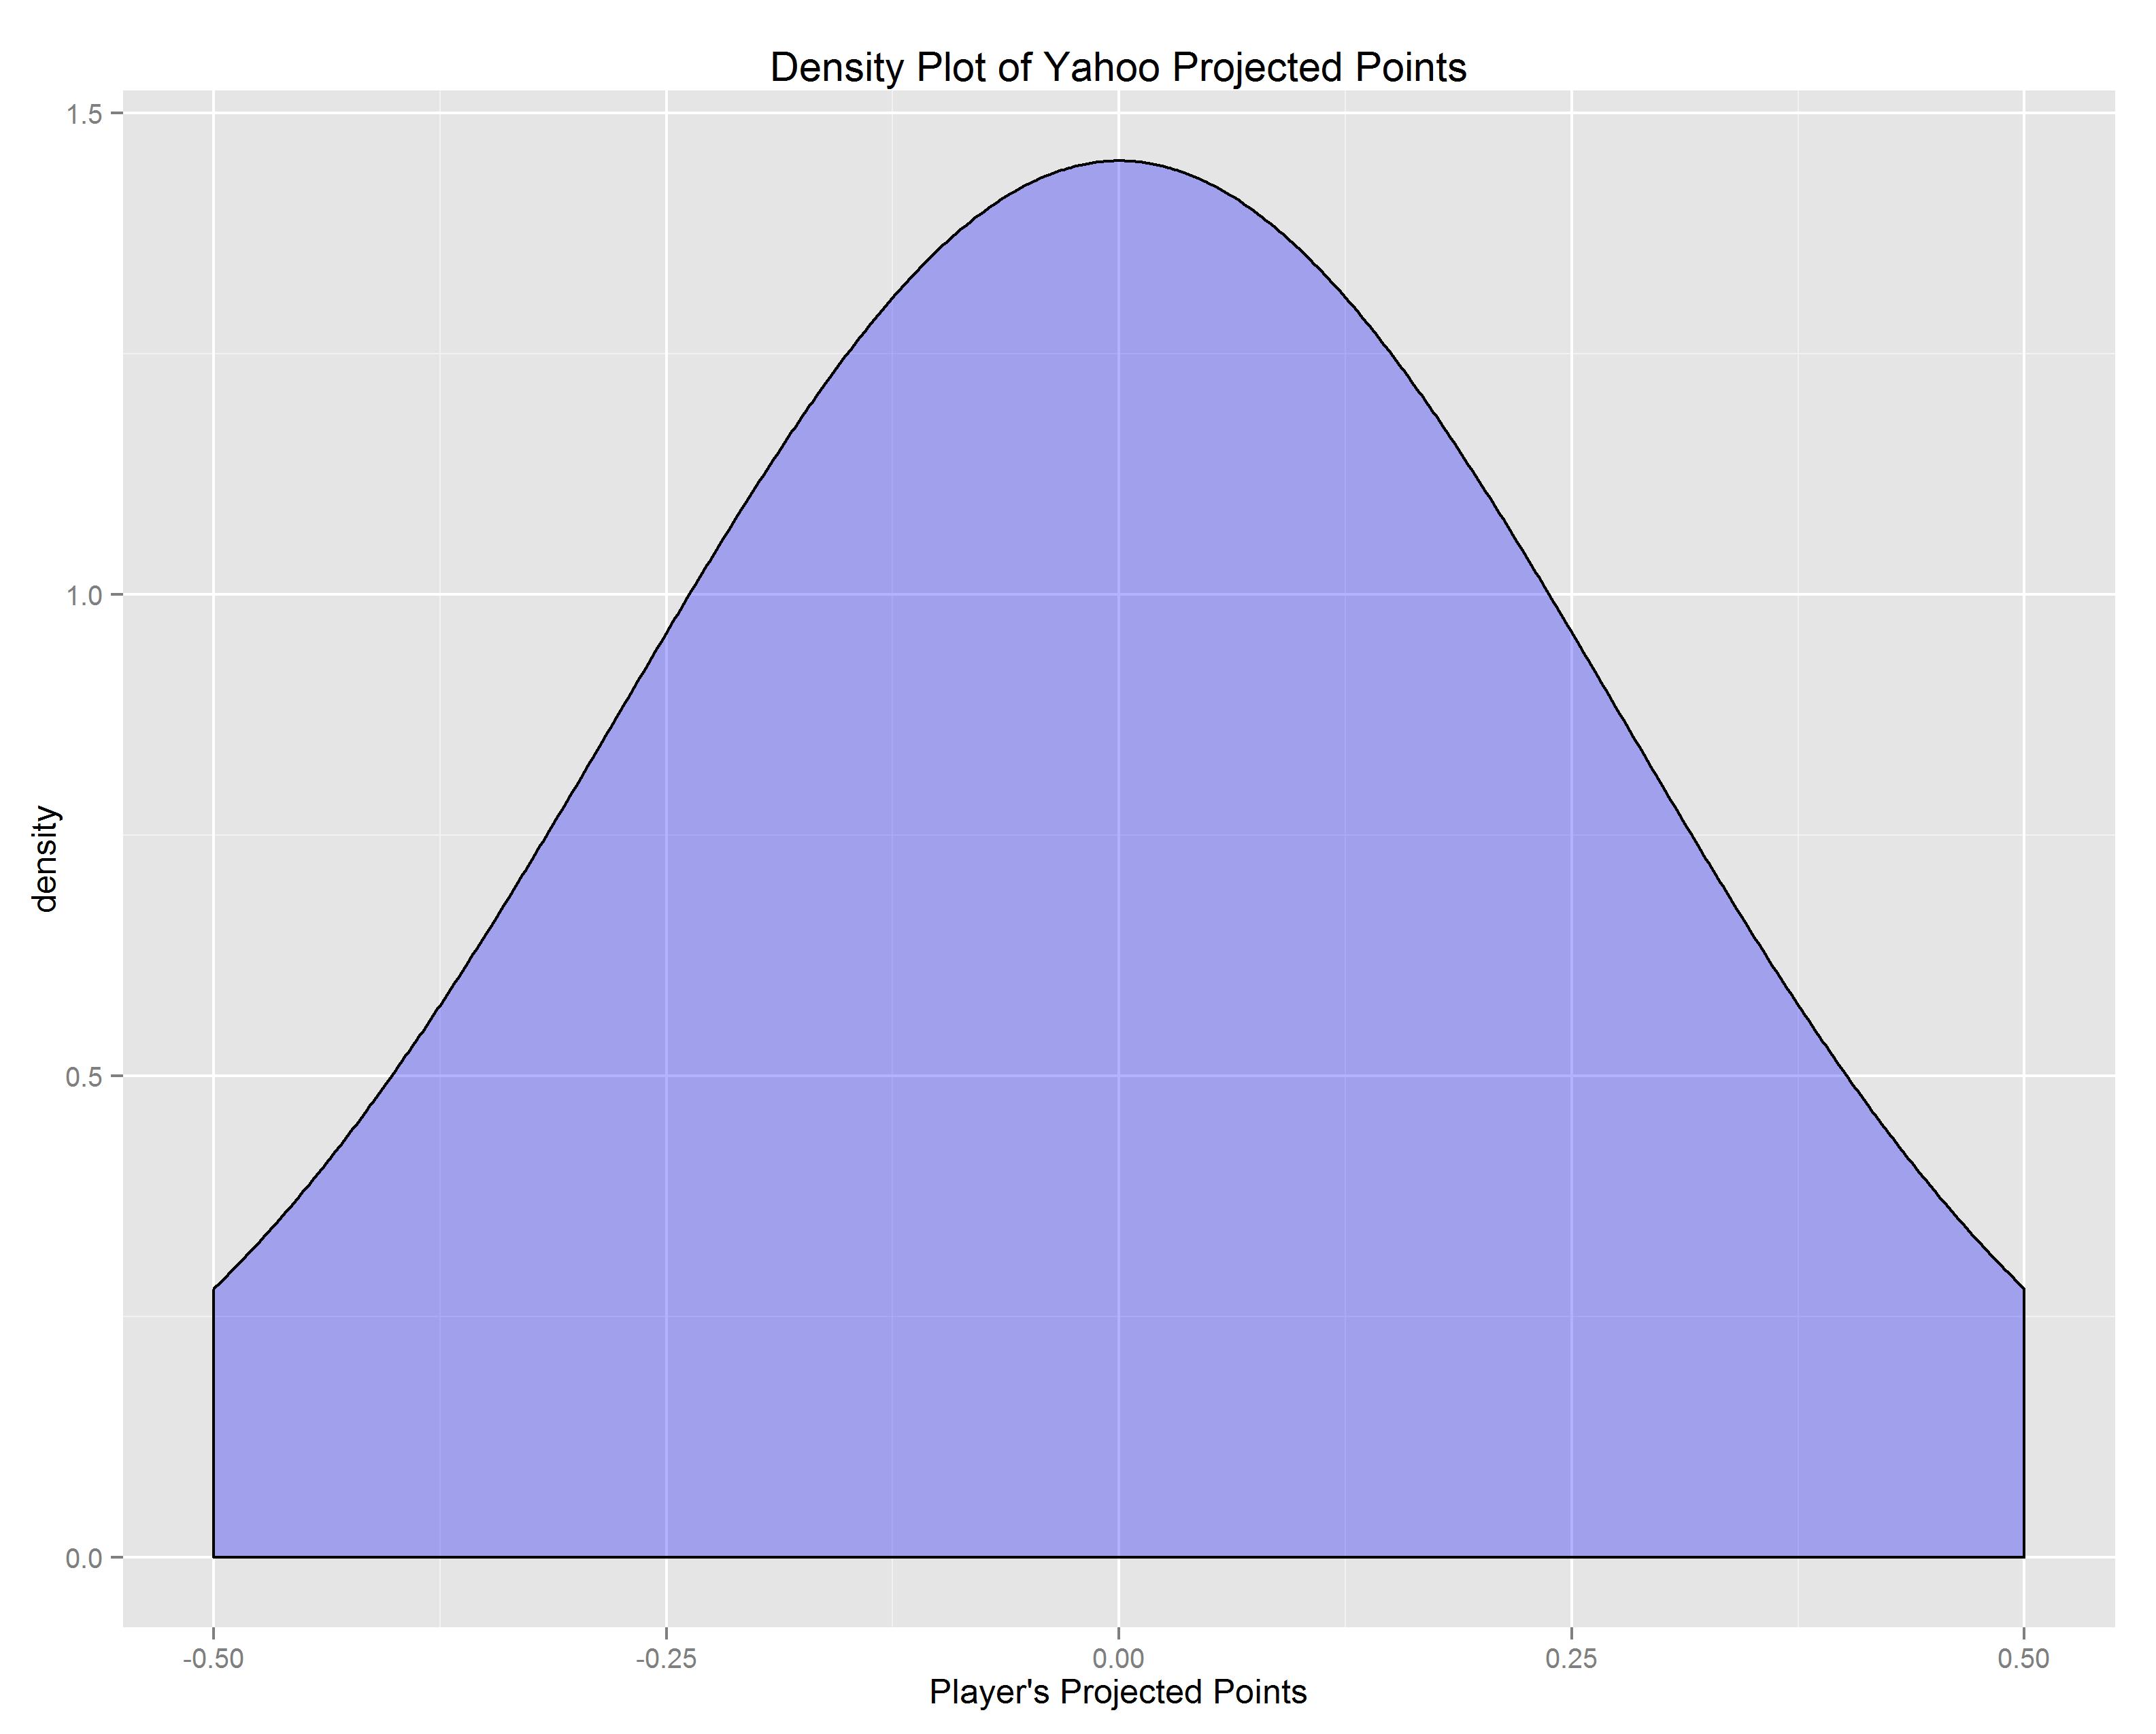 Density Plot of Yahoo Projected Points
1.5
1.0
0.5
0.0
density
-0.50 -0.25 0.00 0.25 0.50
Player's Projected Points